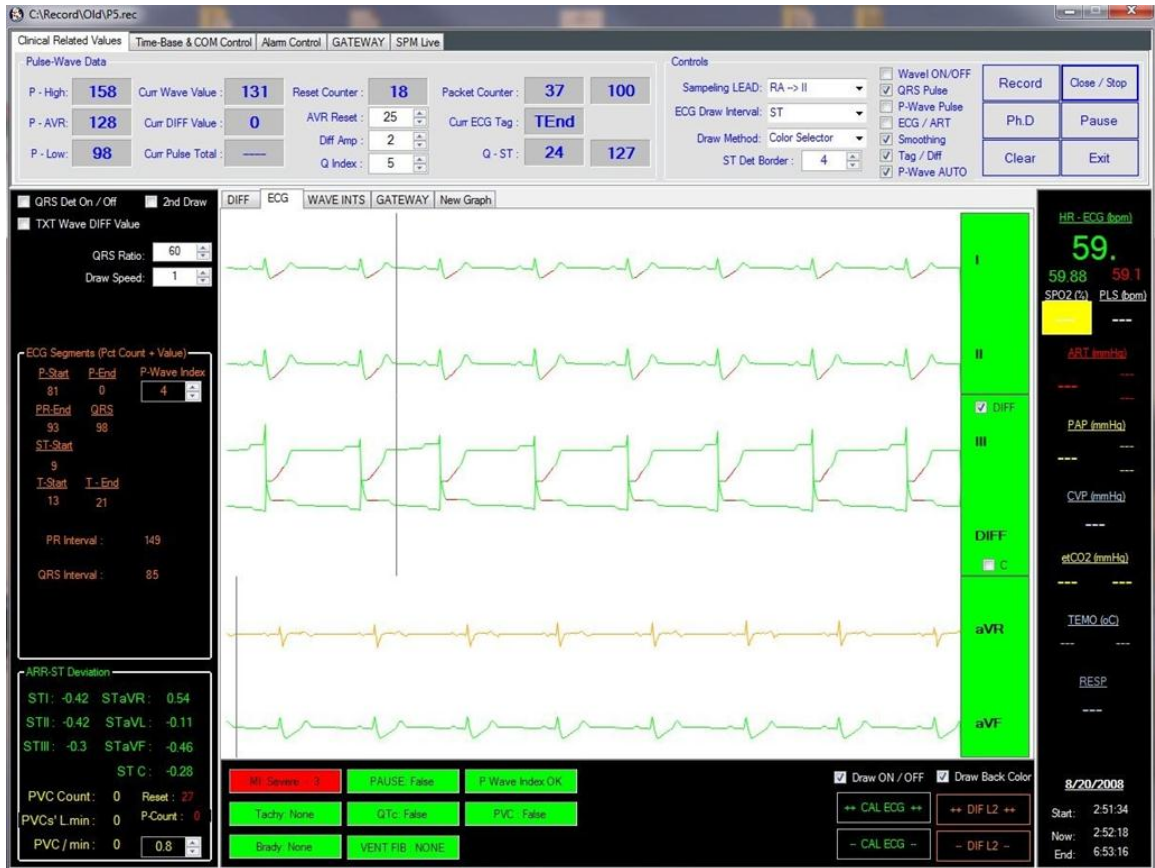 C:\Record\Old\P5.rec
Clinical Related Values Time-Base & COM Control Alarm Control GATEWAY SPM Live
Pulse-Wave Data
P - High: 158 Curr Wave Value : 131 Reset Counter : 18 Packet Counter : 37 100
P - AVR: 128 Curr DIFF Value : 0 AVR Reset : 25 Curr ECG Tag : TEnd
Diff Amp : 2
P - Low: 98 Curr Pulse Total : ---- Q Index : 5 Q - ST : 24 127
Controls
Sampling LEAD: RA --> II
ECG Draw Interval: ST
Draw Method: Color Selector
ST Det Border : 4
Wavel ON/OFF
QRS Pulse
P-Wave Pulse
ECG / ART
Smoothing
Tag / Diff
P-Wave AUTO
Record Close / Stop
Ph.D Pause
Clear Exit
QRS Det On / Off 2nd Draw
TXT Wave DIFF Value
QRS Ratio: 60
Draw Speed: 1
ECG Segments (Pct Count + Value)
P-Start P-End P-Wave Index
81 0 4
PR-End QRS
93 98
ST-Start
9
T-Start T - End
13 21
PR Interval : 149
QRS Interval : 85
ARR-ST Deviation
STI: -0.42 STaVR: 0.54
STII: -0.42 STaVL: -0.11
STIII: -0.3 STaVF: -0.46
ST C: -0.28
PVC Count: 0 Reset : 27
PVCs' L.min : 0 P-Count : 0
PVC / min : 0 0.8
DIFF ECG WAVE INTS GATEWAY New Graph
I
II
DIFF
III
DIFF
C
aVR
aVF
MI: Severe -- 3 PAUSE: False P Wave Index OK
Tachy: None QTc: False PVC : False
Brady: None VENT FIB NONE
Draw ON / OFF Draw Back Color
++ CAL ECG ++ ++ DIF L2 ++
-- CAL ECG -- -- DIF L2 --
HR - ECG (bpm)
59.
59.88 59.1
SPO2 (%) PLS (bpm)
--- ---
ART (mmHg)
--- ---
---
PAP (mmHg)
--- ---
---
CVP (mmHg)
---
etCO2 (mmHg)
--- ---
TEMO (oC)
--- ---
RESP
---
8/20/2008
Start: 2:51:34
Now: 2:52:18
End: 6:53:16